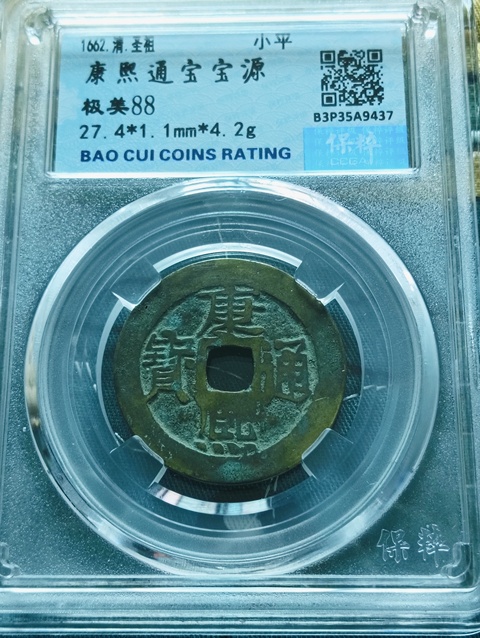 1662.清.圣祖
小平
康熙通宝宝源
极美88
27.4*1.1mm*4.2g
BAO CUI COINS RATING
B3P35A9437
保粹
康熙通寶
保粹